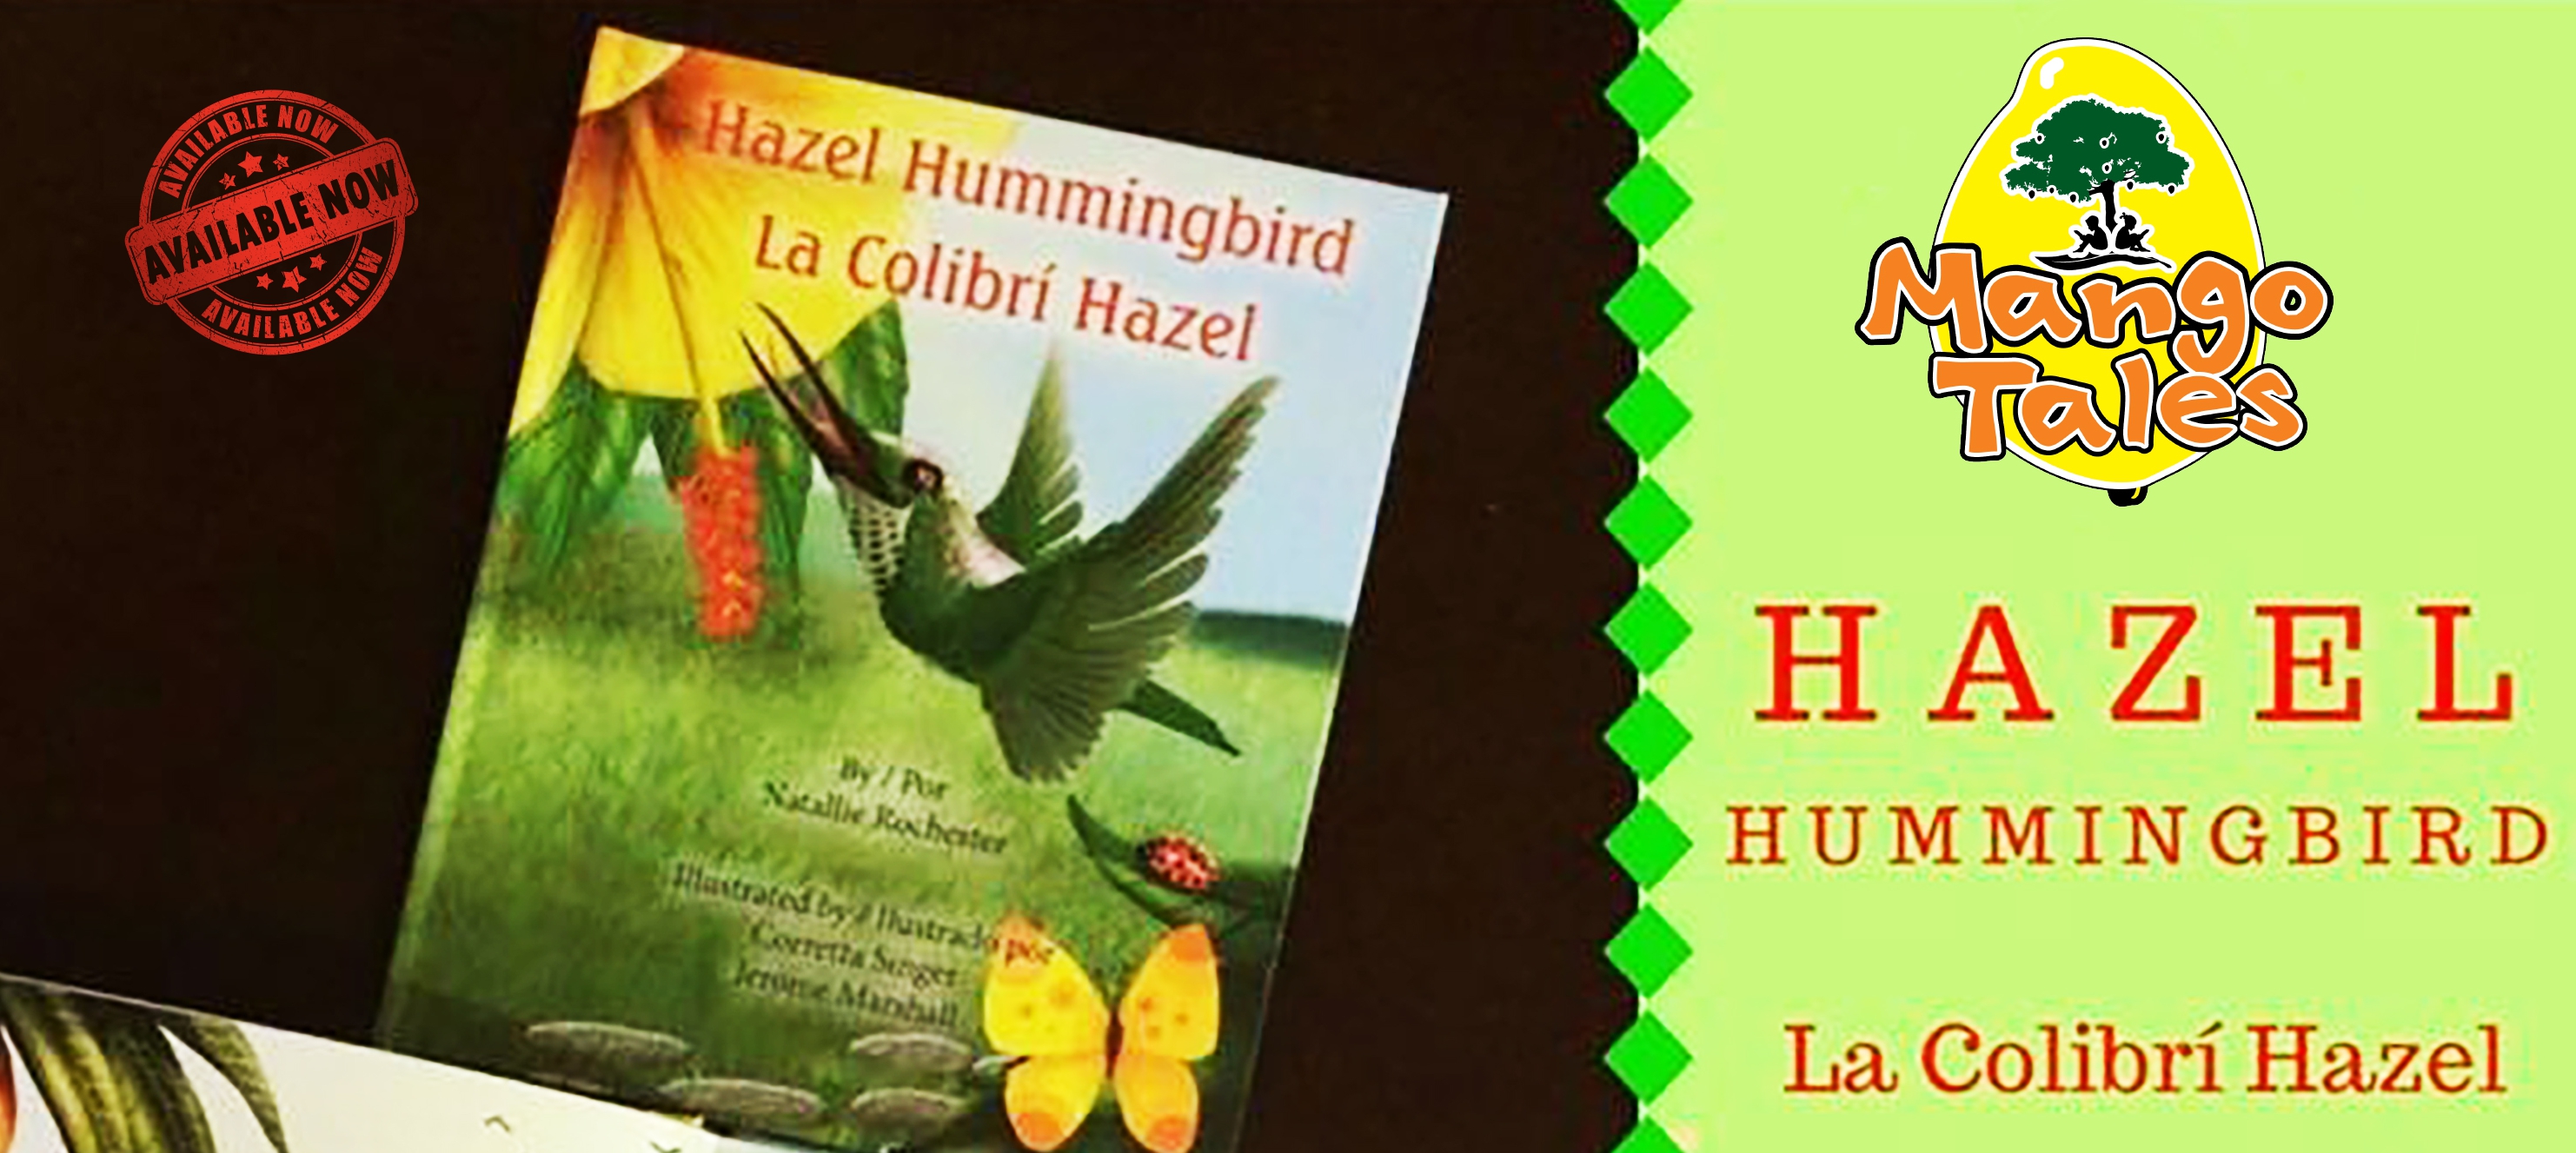 AVAILABLE NOW
AVAILABLE NOW
AVAILABLE NOW
Hazel Hummingbird
La Colibrí Hazel
By / Por
Natallie Rochester
Illustrated by / Ilustrado por
Corretta Singer
Jerome Marshall
Mango
Tales
HAZEL
HUMMINGBIRD
La Colibrí Hazel